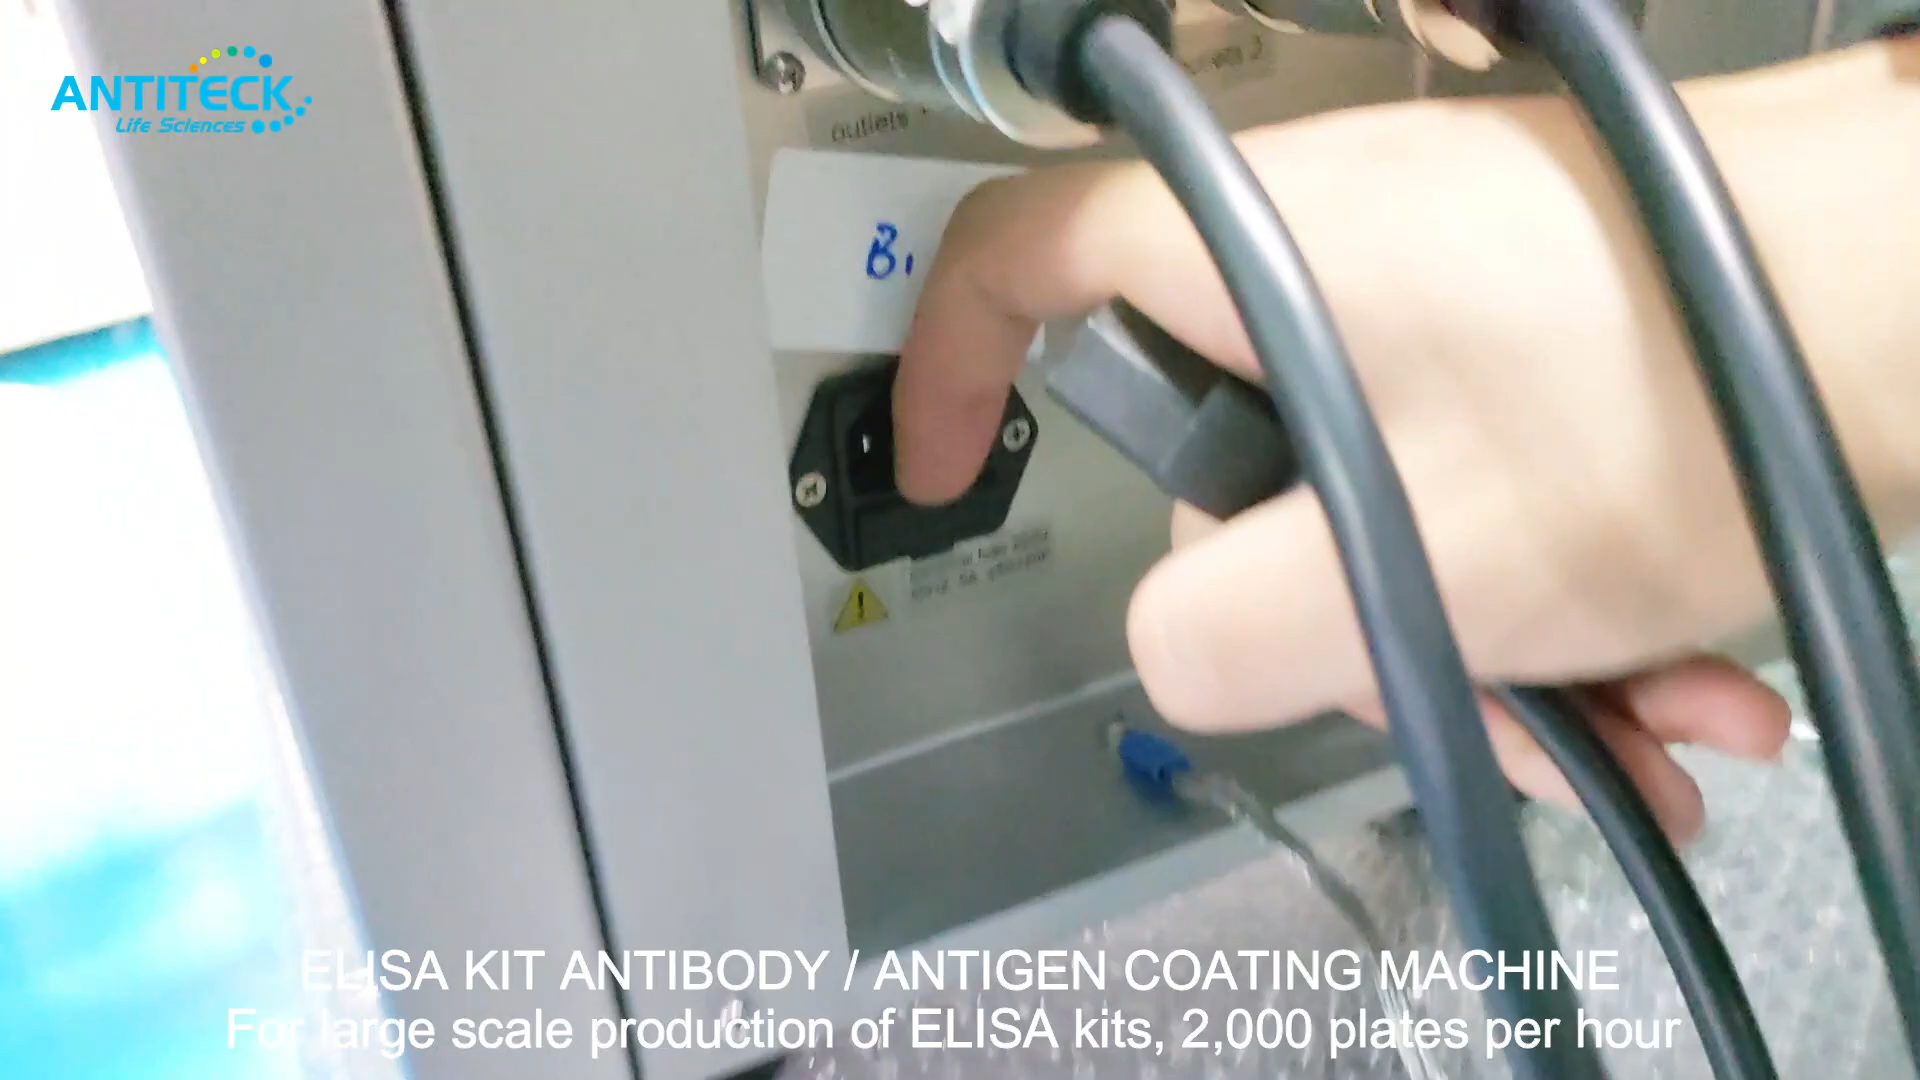 ANTITECK
Life Sciences
outlets
B1
ELISA KIT ANTIBODY / ANTIGEN COATING MACHINE
For large scale production of ELISA kits, 2,000 plates per hour